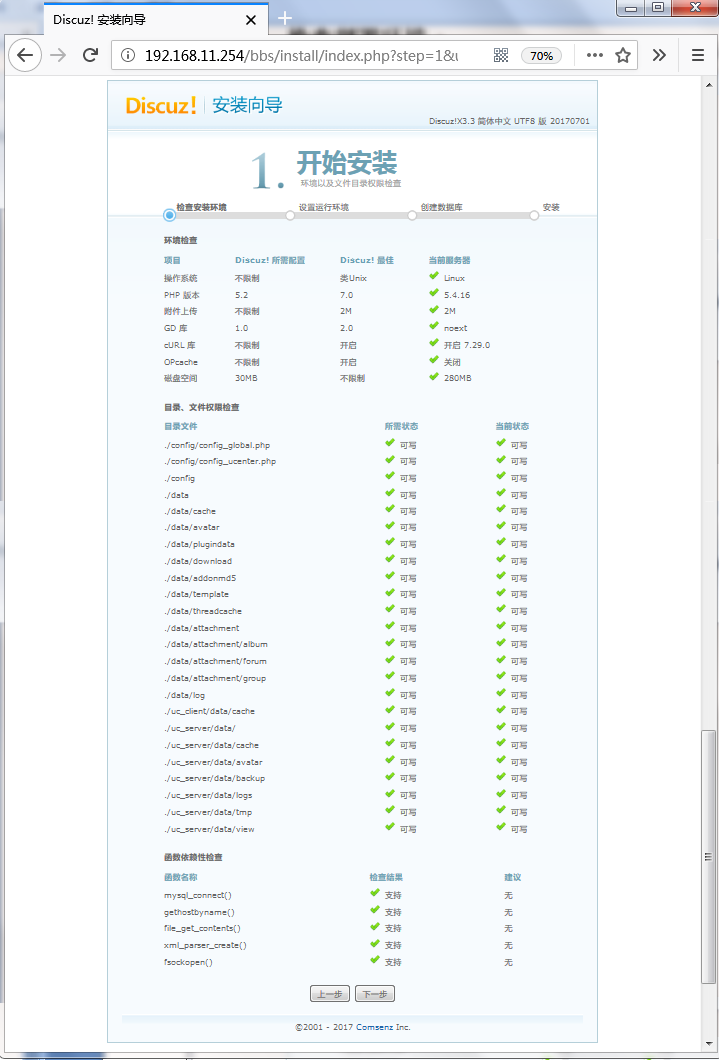 Discuz! 安装向导
192.168.11.254/bbs/install/index.php?step=1&u
70%
Discuz! 安装向导
Discuz!X3.3 简体中文 UTF8 版 20170701
1. 开始安装
环境以及文件目录权限检查
检查安装环境 设置运行环境 创建数据库 安装
环境检查
项目 Discuz! 所需配置 Discuz! 最佳 当前服务器
操作系统 不限制 类Unix Linux
PHP 版本 5.2 7.0 5.4.16
附件上传 不限制 2M 2M
GD 库 1.0 2.0 noext
cURL 库 不限制 开启 开启 7.29.0
OPcache 不限制 开启 关闭
磁盘空间 30MB 不限制 280MB
目录、文件权限检查
目录文件 所需状态 当前状态
./config/config_global.php 可写 可写
./config/config_ucenter.php 可写 可写
./config 可写 可写
./data 可写 可写
./data/cache 可写 可写
./data/avatar 可写 可写
./data/plugindata 可写 可写
./data/download 可写 可写
./data/addonmd5 可写 可写
./data/template 可写 可写
./data/threadcache 可写 可写
./data/attachment 可写 可写
./data/attachment/album 可写 可写
./data/attachment/forum 可写 可写
./data/attachment/group 可写 可写
./data/log 可写 可写
./uc_client/data/cache 可写 可写
./uc_server/data/ 可写 可写
./uc_server/data/cache 可写 可写
./uc_server/data/avatar 可写 可写
./uc_server/data/backup 可写 可写
./uc_server/data/logs 可写 可写
./uc_server/data/tmp 可写 可写
./uc_server/data/view 可写 可写
函数依赖性检查
函数名称 检查结果 建议
mysql_connect() 支持 无
gethostbyname() 支持 无
file_get_contents() 支持 无
xml_parser_create() 支持 无
fsockopen() 支持 无
上一步 下一步
©2001 - 2017 Comsenz Inc.